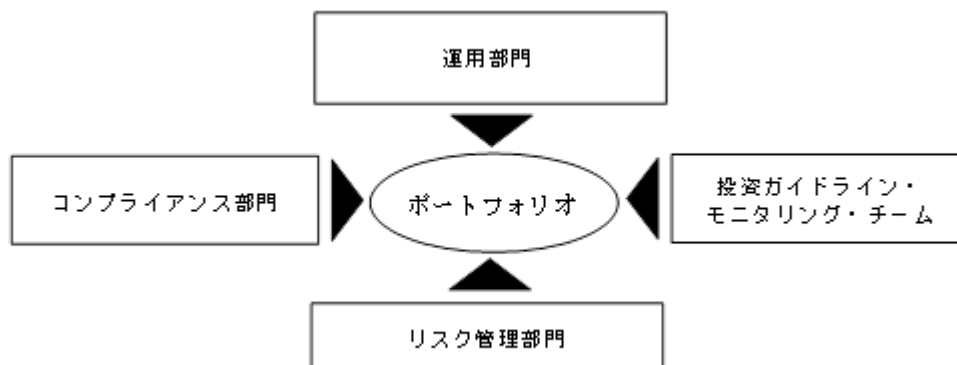 運用部門
コンプライアンス部門
ポートフォリオ
投資ガイドライン・
モニタリング・チーム
リスク管理部門